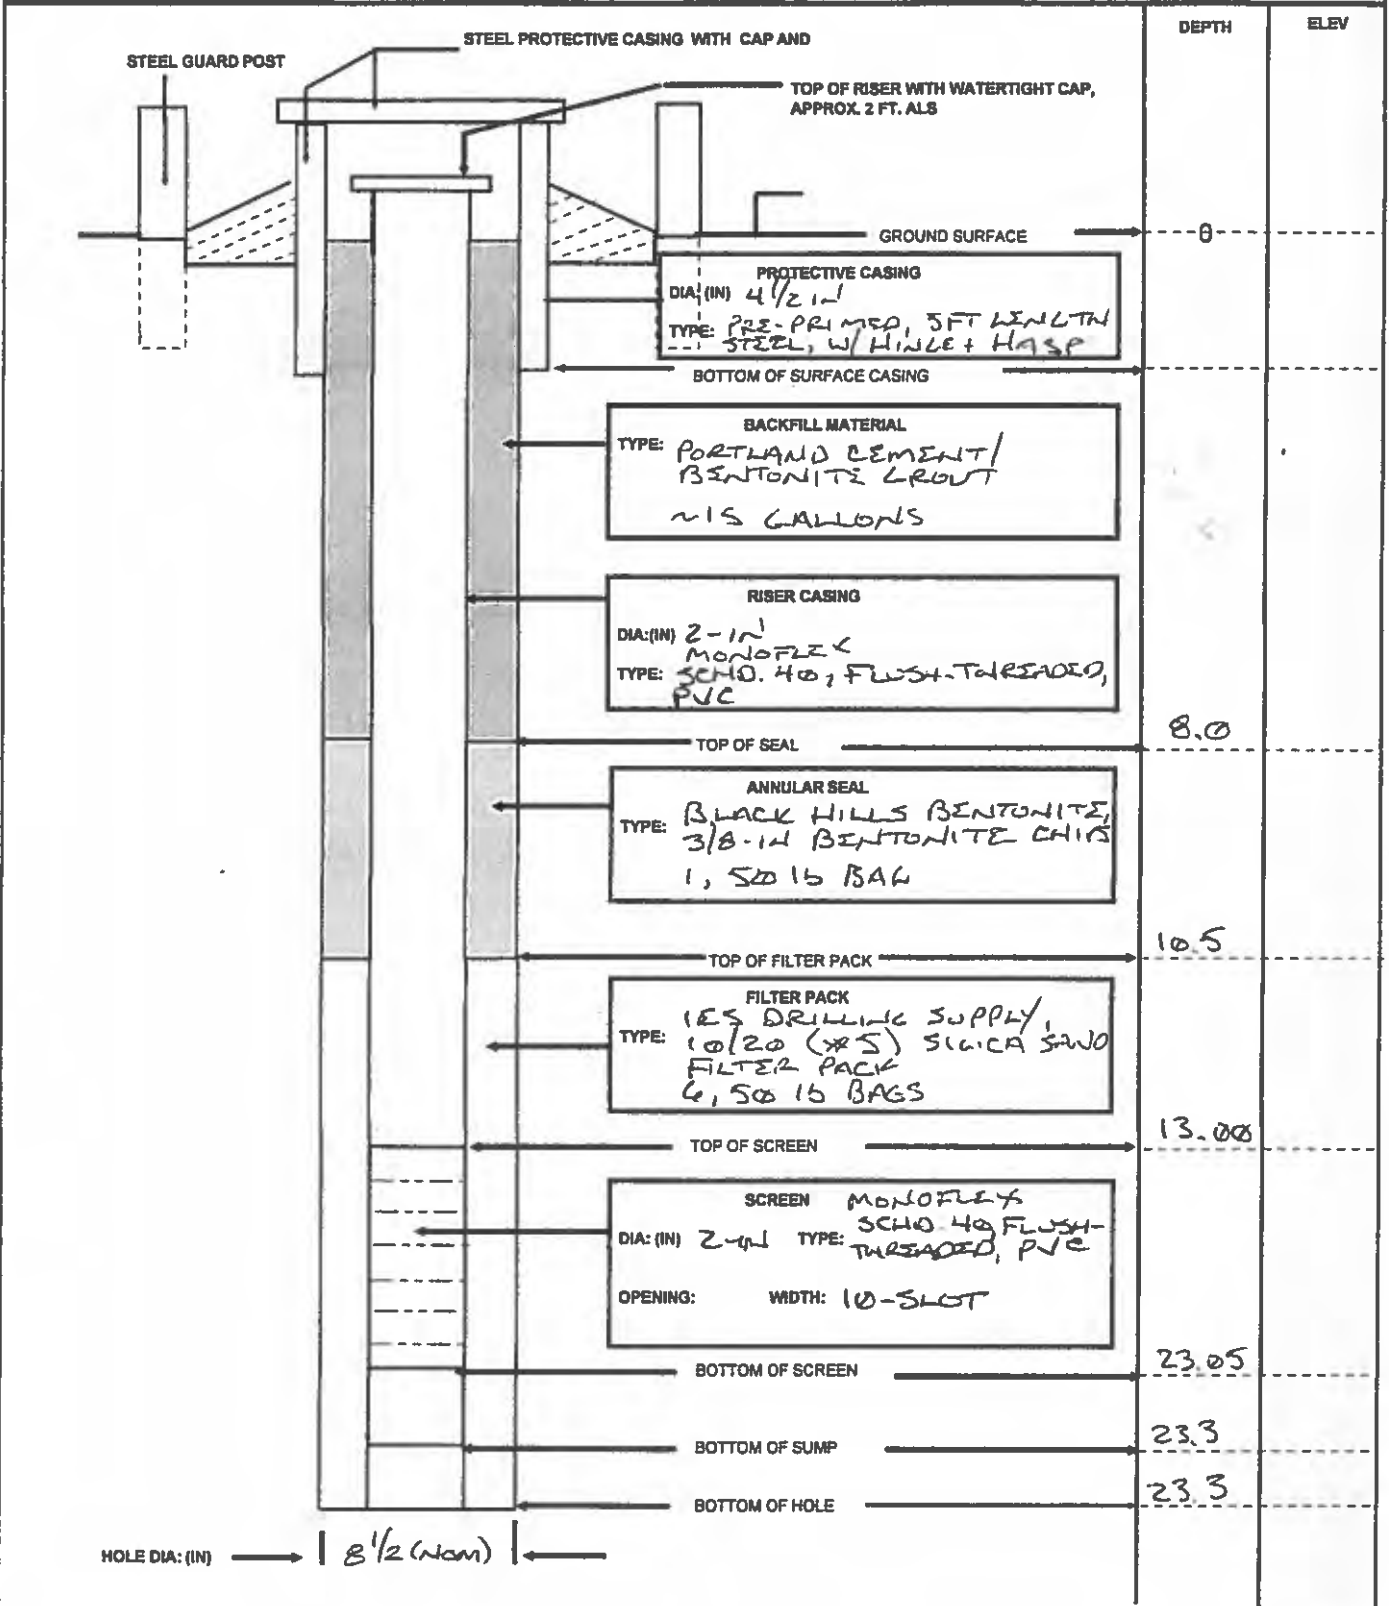 DEPTH
ELEV
STEEL PROTECTIVE CASING WITH CAP AND
STEEL GUARD POST
TOP OF RISER WITH WATERTIGHT CAP,
APPROX. 2 FT. ALS
GROUND SURFACE
0
PROTECTIVE CASING
DIA: (IN) 4 1/2 IN
TYPE: PRE-PRIMED, 5FT LENGTH
STEEL, W/ HINGE + HASP
BOTTOM OF SURFACE CASING
BACKFILL MATERIAL
TYPE: PORTLAND CEMENT/
BENTONITE GROUT
~15 GALLONS
RISER CASING
DIA:(IN) 2-IN
MONOFLEX
TYPE: SCHD. 40, FLUSH-THREADED,
PVC
TOP OF SEAL
8.0
ANNULAR SEAL
TYPE: BLACK HILLS BENTONITE,
3/8-IN BENTONITE CHIPS
1, 50 lb BAG
TOP OF FILTER PACK
10.5
FILTER PACK
TYPE: IES DRILLING SUPPLY,
10/20 (#5) SILICA SAND
FILTER PACK
6, 50 lb BAGS
TOP OF SCREEN
13.00
SCREEN MONOFLEX
DIA: (IN) 2-IN TYPE: SCHD. 40, FLUSH-
THREADED, PVC
OPENING: WIDTH: 10-SLOT
BOTTOM OF SCREEN
23.05
BOTTOM OF SUMP
23.3
BOTTOM OF HOLE
23.3
HOLE DIA: (IN) 8 1/2 (NOM)